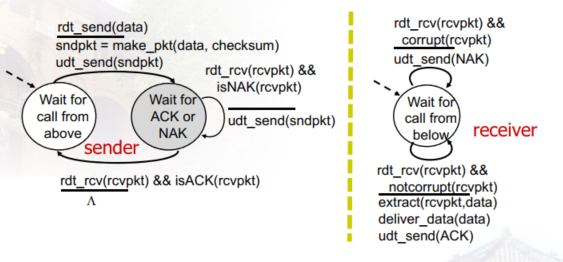 rdt_send(data)
sndpkt = make_pkt(data, checksum)
udt_send(sndpkt)
Wait for
call from
above
Wait for
ACK or
NAK
rdt_rcv(rcvpkt) &&
isNAK(rcvpkt)
udt_send(sndpkt)
sender
rdt_rcv(rcvpkt) && isACK(rcvpkt)
Λ
rdt_rcv(rcvpkt) &&
corrupt(rcvpkt)
udt_send(NAK)
Wait for
call from
below
receiver
rdt_rcv(rcvpkt) &&
notcorrupt(rcvpkt)
extract(rcvpkt,data)
deliver_data(data)
udt_send(ACK)